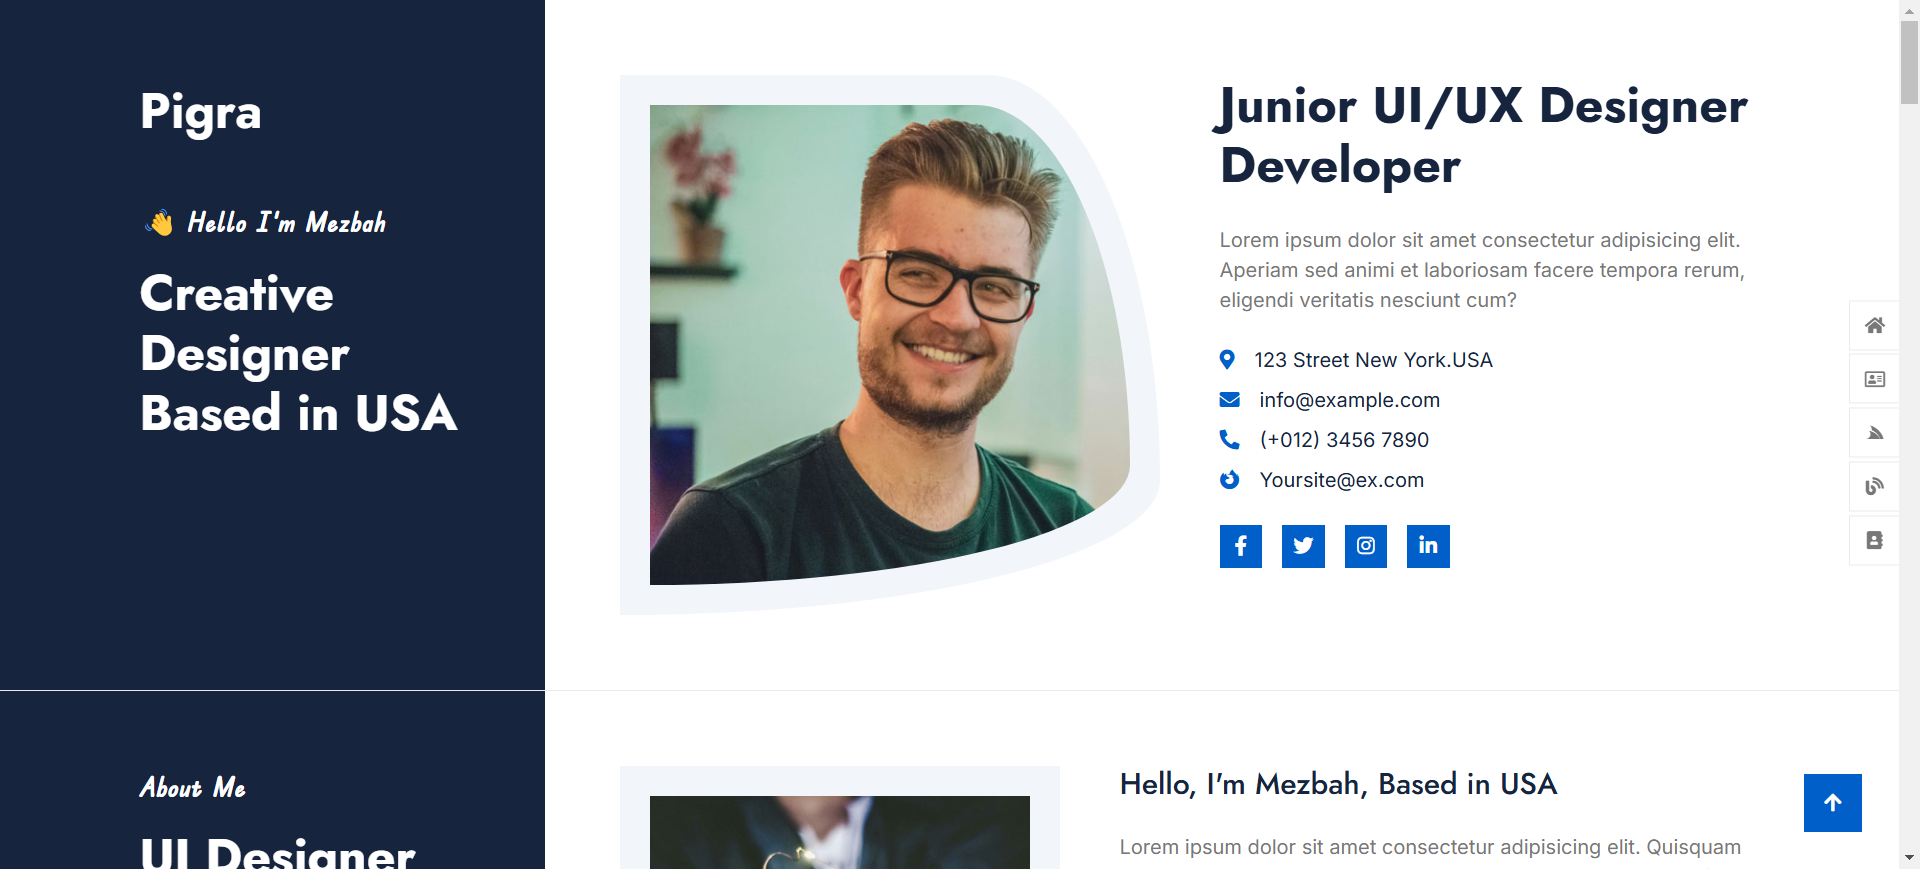 Pigra
👋 Hello I'm Mezbah
Creative
Designer
Based in USA
Junior UI/UX Designer
Developer
Lorem ipsum dolor sit amet consectetur adipisicing elit.
Aperiam sed animi et laboriosam facere tempora rerum,
eligendi veritatis nesciunt cum?
123 Street New York.USA
info@example.com
(+012) 3456 7890
Yoursite@ex.com
About Me
UI Designer
Hello, I'm Mezbah, Based in USA
Lorem ipsum dolor sit amet consectetur adipisicing elit. Quisquam